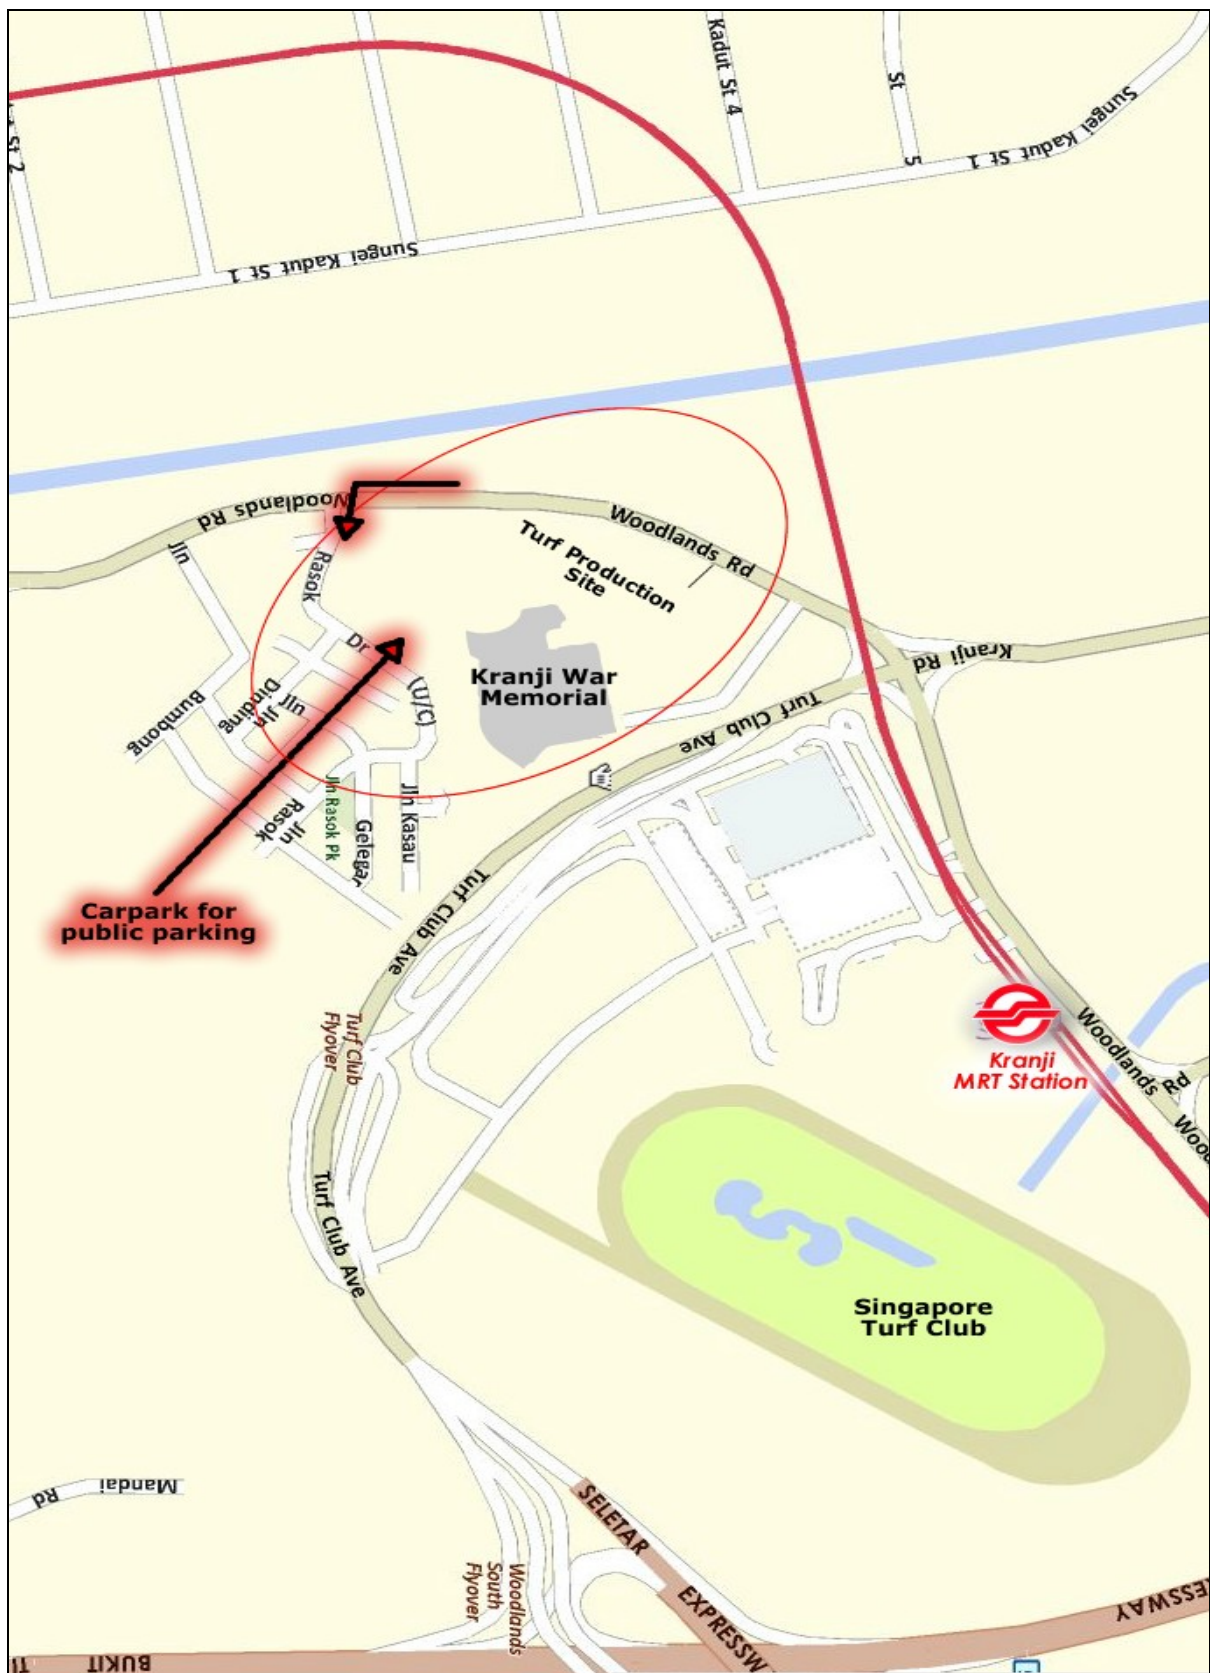 Kadut St 4
St
5
Sungei Kadut St 1
St 2
Sungei Kadut St 1
Woodlands Rd
Woodlands Rd
Turf Production
Site
Jln
Rasok
Dr
(U/C)
Kranji War
Memorial
Kranji Rd
Turf Club Ave
Bumbong
Jln
Dinding
Jln
Jln
Rasok
Jln Rasok Pk
Gelegar
Jln Kasau
Carpark for
public parking
Turf Club Ave
Turf Club
Flyover
Kranji
MRT Station
Woodlands Rd
Turf Club Ave
Singapore
Turf Club
Mandai Rd
SELETAR
EXPRESSW
Woodlands
South
Flyover
BUKIT
ESSWAY